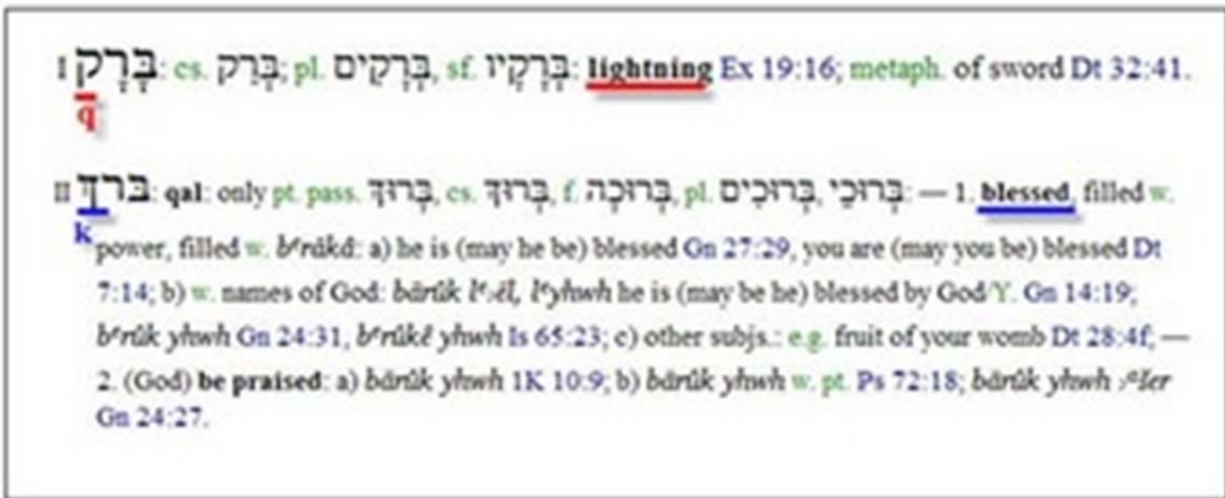 I בָּרָק: cs. בְּרַק; pl. בְּרָקִים, sf. בְּרָקָיו: lightning Ex 19:16; metaph. of sword Dt 32:41.
q
II ברך: qal: only pt. pass. בָּרוּךְ, cs. בְּרוּךְ, f. בְּרוּכָה, pl. בְּרוּכִים, בְּרוּכֵי: — 1. blessed, filled w.
k
power, filled w. bᵉrākâ: a) he is (may he be) blessed Gn 27:29, you are (may you be) blessed Dt
7:14; b) w. names of God: bārûk lᵉʾēl, lᵉyhwh he is (may be he) blessed by God/Y. Gn 14:19;
bᵉrûk yhwh Gn 24:31, bᵉrûkê yhwh Is 65:23; c) other subjs.: e.g. fruit of your womb Dt 28:4f; —
2. (God) be praised: a) bārûk yhwh 1K 10:9; b) bārûk yhwh w. pt. Ps 72:18; bārûk yhwh ʾᵃšer
Gn 24:27.